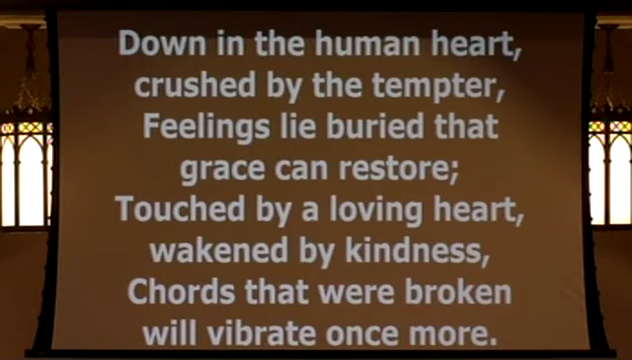 Down in the human heart,
crushed by the tempter,
Feelings lie buried that
grace can restore;
Touched by a loving heart,
wakened by kindness,
Chords that were broken
will vibrate once more.